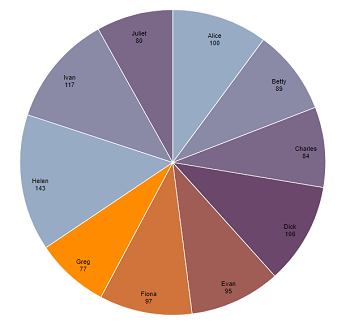 Alice
100
Betty
89
Charles
84
Dick
Evan
95
Fiona
97
Greg
77
Helen
143
Ivan
117
Juliet
80